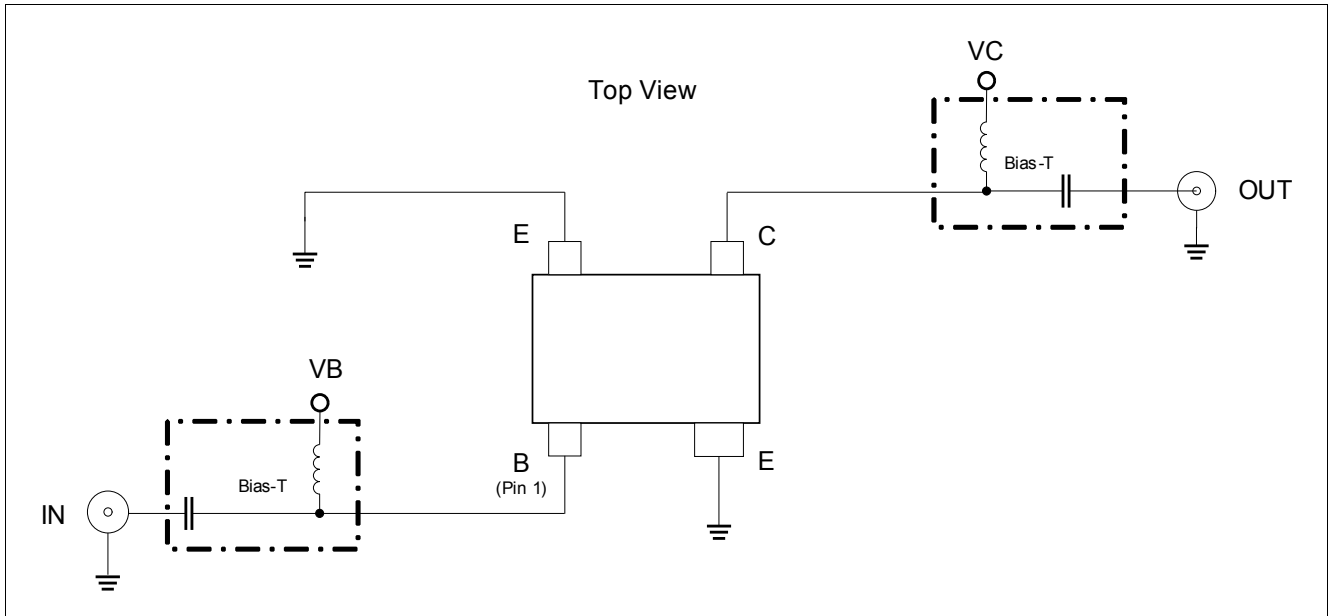 VC
Top View
Bias-T
OUT
E
C
VB
B
(Pin 1)
E
Bias-T
IN